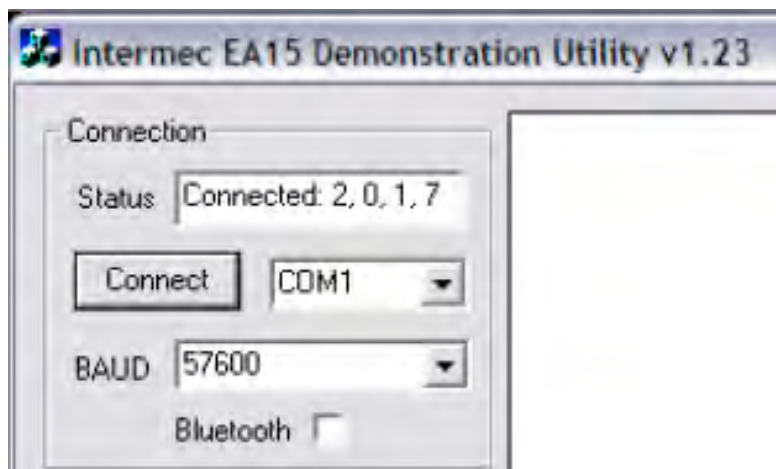 Intermec EA15 Demonstration Utility v1.23
Connection
Status Connected: 2, 0, 1, 7
Connect COM1
BAUD 57600
Bluetooth